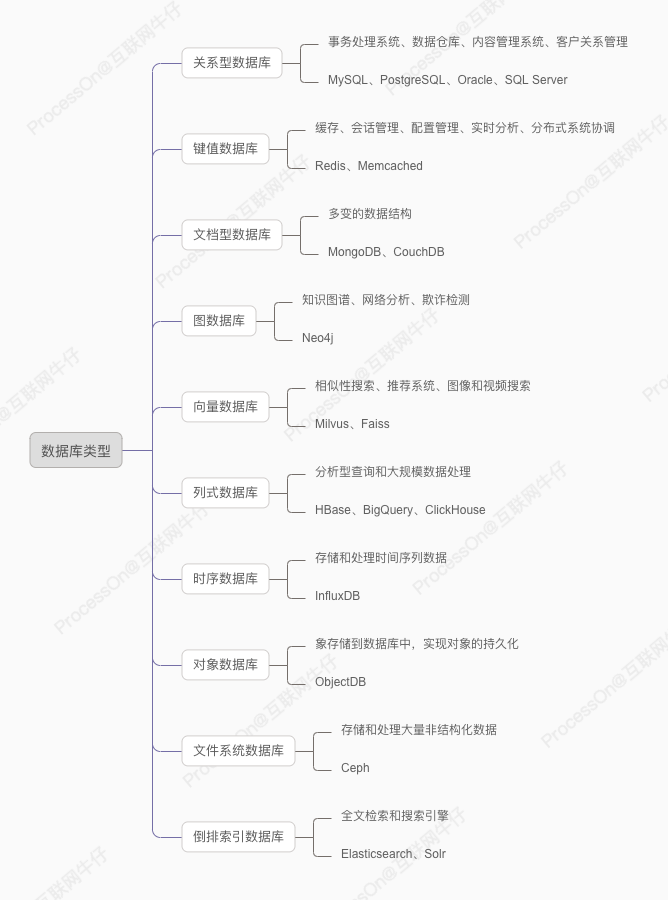 关系型数据库
事务处理系统、数据仓库、内容管理系统、客户关系管理
MySQL、PostgreSQL、Oracle、SQL Server
键值数据库
缓存、会话管理、配置管理、实时分析、分布式系统协调
Redis、Memcached
文档型数据库
多变的数据结构
MongoDB、CouchDB
图数据库
知识图谱、网络分析、欺诈检测
Neo4j
向量数据库
相似性搜索、推荐系统、图像和视频搜索
Milvus、Faiss
数据库类型
列式数据库
分析型查询和大规模数据处理
HBase、BigQuery、ClickHouse
时序数据库
存储和处理时间序列数据
InfluxDB
对象数据库
象存储到数据库中，实现对象的持久化
ObjectDB
文件系统数据库
存储和处理大量非结构化数据
Ceph
倒排索引数据库
全文检索和搜索引擎
Elasticsearch、Solr
ProcessOn@互联网牛仔